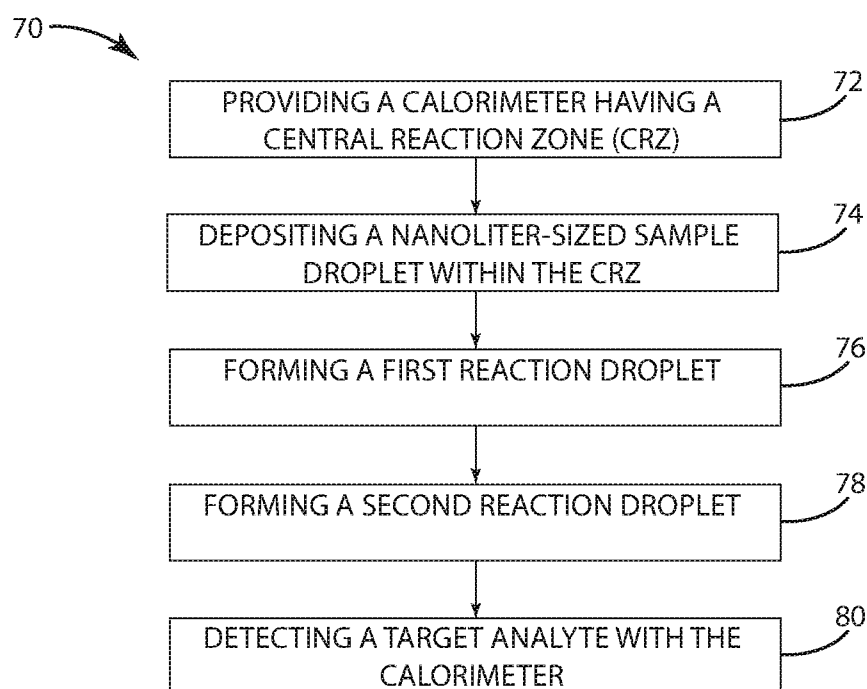 70
PROVIDING A CALORIMETER HAVING A
CENTRAL REACTION ZONE (CRZ)
72
DEPOSITING A NANOLITER-SIZED SAMPLE
DROPLET WITHIN THE CRZ
74
FORMING A FIRST REACTION DROPLET
76
FORMING A SECOND REACTION DROPLET
78
DETECTING A TARGET ANALYTE WITH THE
CALORIMETER
80